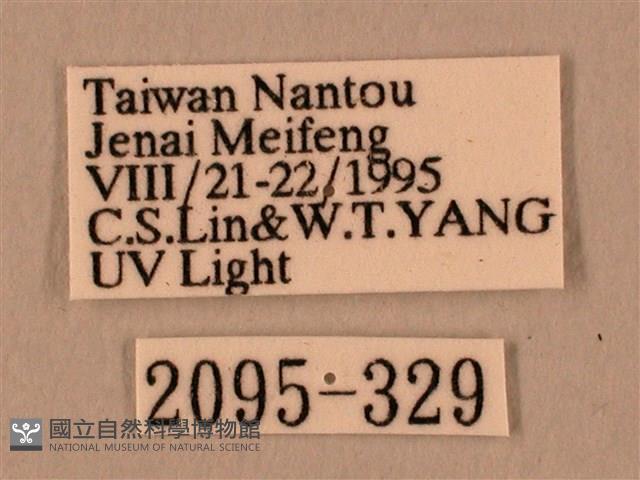 Taiwan Nantou
Jenai Meifeng
VIII/21-22/1995
C.S.Lin&W.T.YANG
UV Light
2095-329
國立自然科學博物館
NATIONAL MUSEUM OF NATURAL SCIENCE